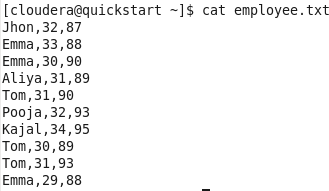 [cloudera@quickstart ~]$ cat employee.txt
Jhon,32,87
Emma,33,88
Emma,30,90
Aliya,31,89
Tom,31,90
Pooja,32,93
Kajal,34,95
Tom,30,89
Tom,31,93
Emma,29,88